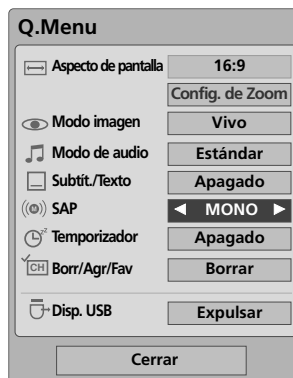 Q.Menu
Aspecto de pantalla 16:9
Config. de Zoom
Modo imagen Vivo
Modo de audio Estándar
Subtít./Texto Apagado
SAP ◀ MONO ▶
Temporizador Apagado
CH Borr/Agr/Fav Borrar
Disp. USB Expulsar
Cerrar